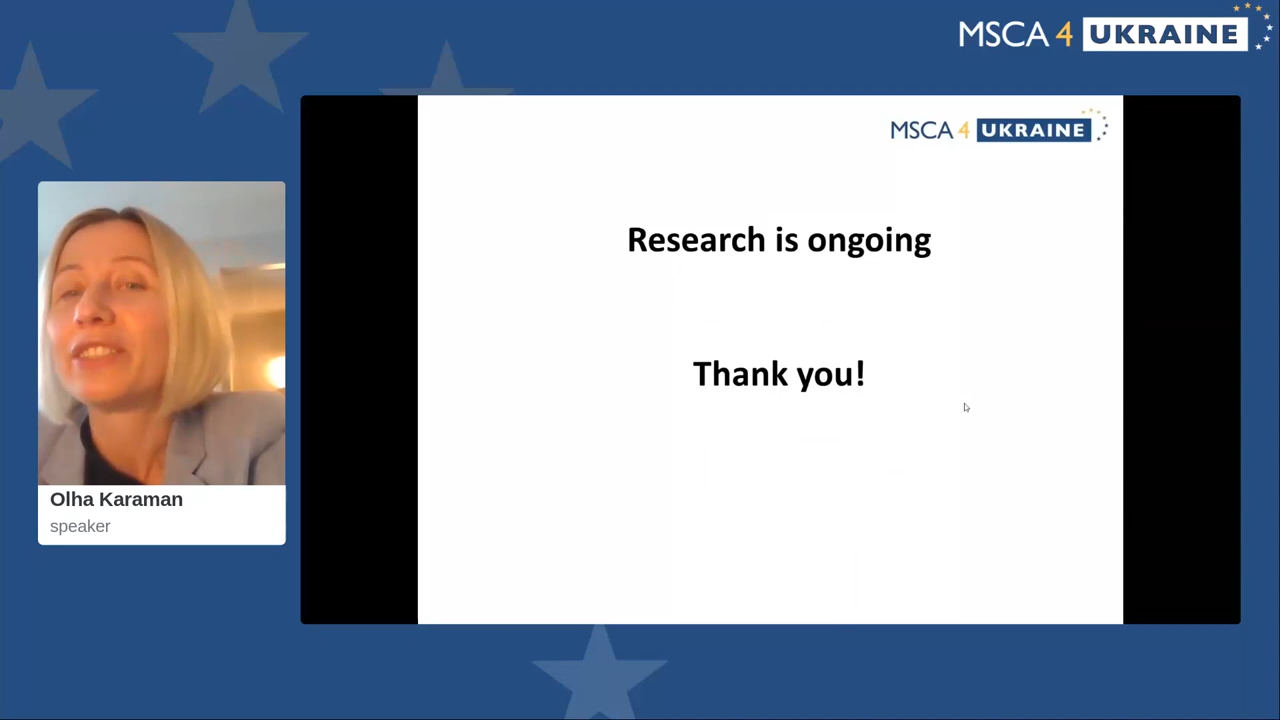 MSCA 4 UKRAINE
MSCA 4 UKRAINE
Research is ongoing
Thank you!
Olha Karaman
speaker